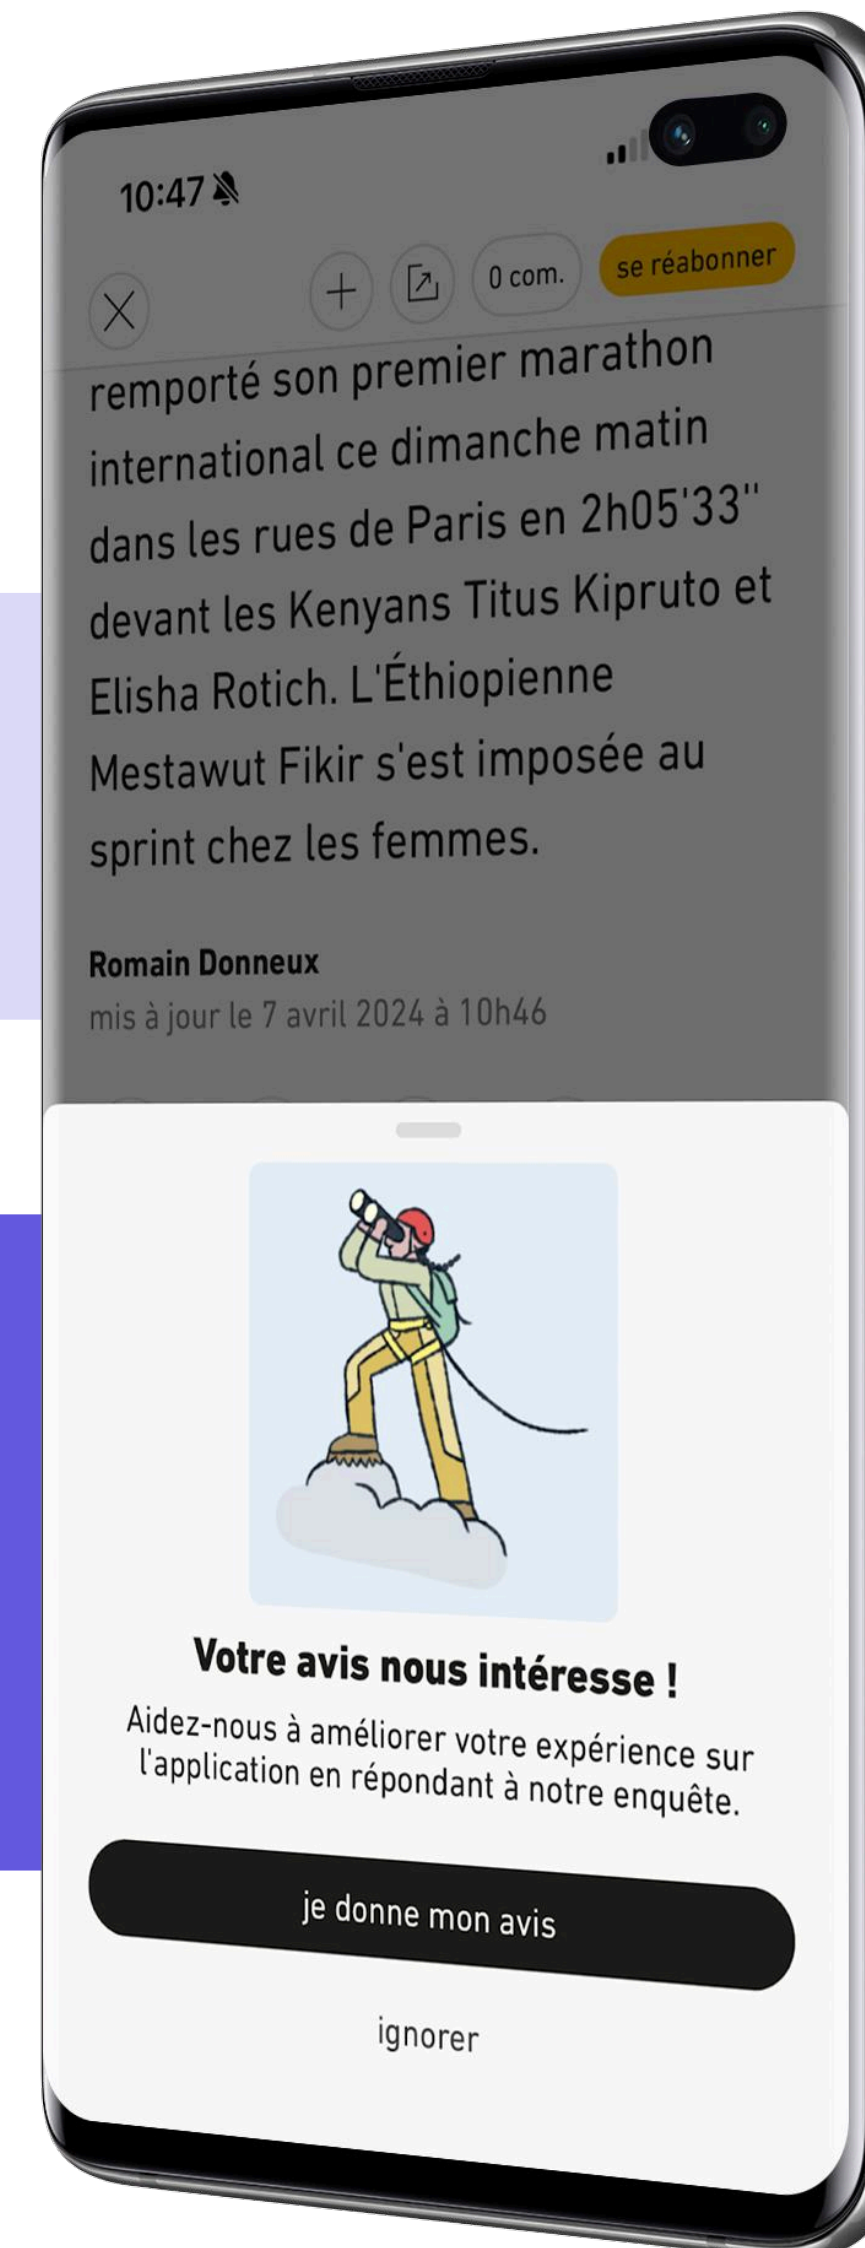 10:47
0 com.
se réabonner
remporté son premier marathon
international ce dimanche matin
dans les rues de Paris en 2h05'33"
devant les Kenyans Titus Kipruto et
Elisha Rotich. L'Éthiopienne
Mestawut Fikir s'est imposée au
sprint chez les femmes.
Romain Donneux
mis à jour le 7 avril 2024 à 10h46
Votre avis nous intéresse !
Aidez-nous à améliorer votre expérience sur
l'application en répondant à notre enquête.
je donne mon avis
ignorer